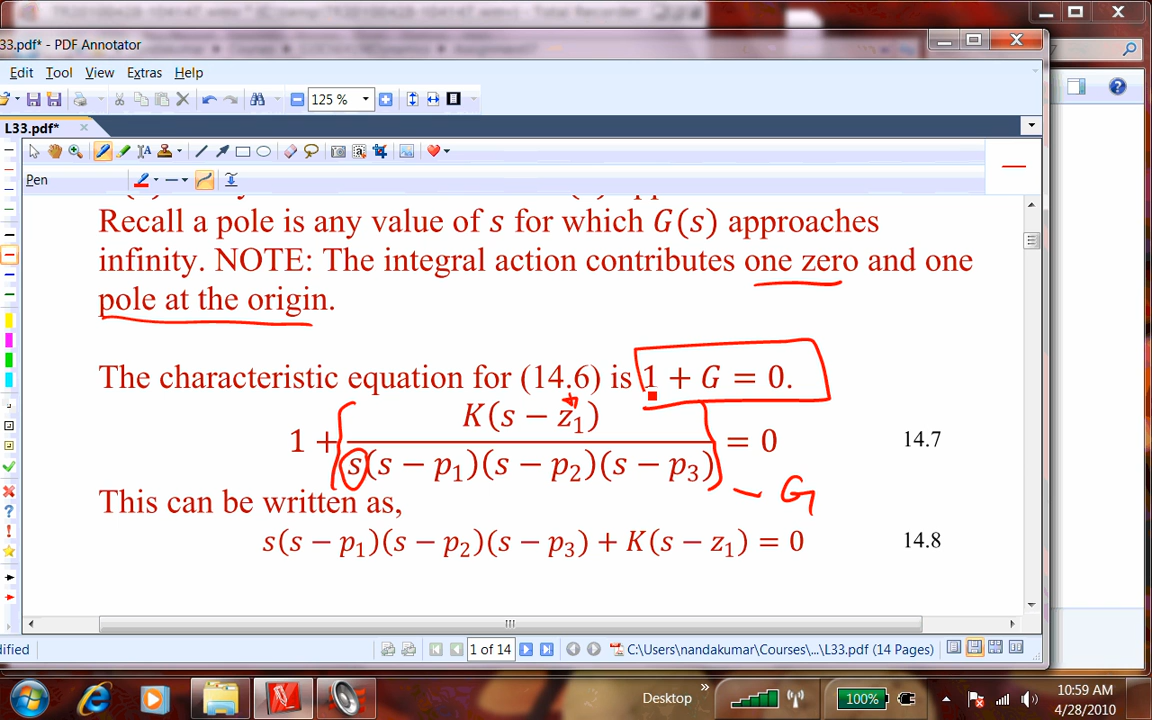 33.pdf* - PDF Annotator
Edit Tool View Extras Help
125 %
L33.pdf*
Pen
Recall a pole is any value of s for which G(s) approaches
infinity. NOTE: The integral action contributes one zero and one
pole at the origin.
The characteristic equation for (14.6) is 1 + G = 0.
1 + K(s − z₁) / s(s − p₁)(s − p₂)(s − p₃) = 0 14.7
G
This can be written as,
s(s − p₁)(s − p₂)(s − p₃) + K(s − z₁) = 0 14.8
dified 1 of 14 C:\Users\nandakumar\Courses\...\L33.pdf (14 Pages)
Desktop » 100% 10:59 AM
4/28/2010